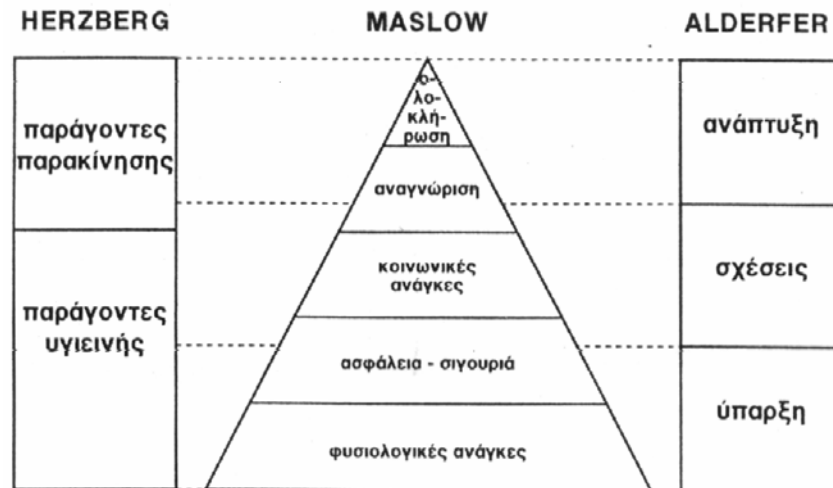 HERZBERG
MASLOW
ALDERFER
παράγοντες
παρακίνησης
ο-
λο-
κλή-
ρωση
ανάπτυξη
αναγνώριση
κοινωνικές
ανάγκες
σχέσεις
παράγοντες
υγιεινής
ασφάλεια - σιγουριά
ύπαρξη
φυσιολογικές ανάγκες